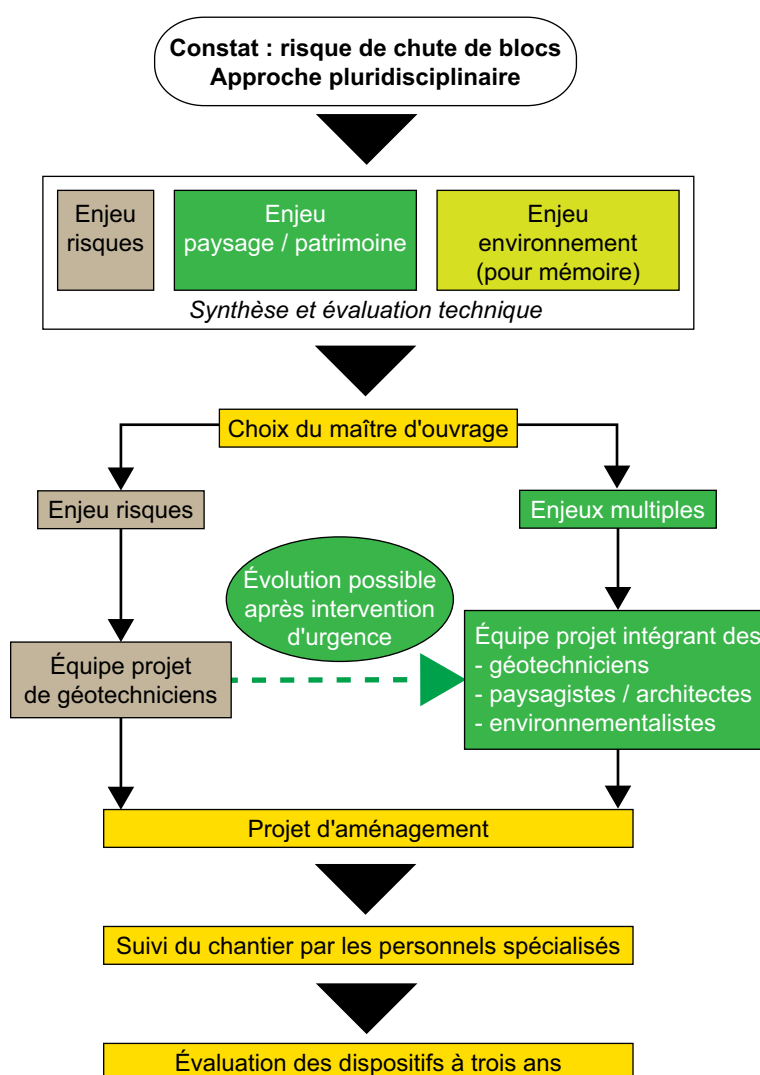 Constat : risque de chute de blocs
Approche pluridisciplinaire
Enjeu
risques
Enjeu
paysage / patrimoine
Enjeu
environnement
(pour mémoire)
Synthèse et évaluation technique
Choix du maître d'ouvrage
Enjeu risques
Enjeux multiples
Évolution possible
après intervention
d'urgence
Équipe projet
de géotechniciens
Équipe projet intégrant des
- géotechniciens
- paysagistes / architectes
- environnementalistes
Projet d'aménagement
Suivi du chantier par les personnels spécialisés
Évaluation des dispositifs à trois ans